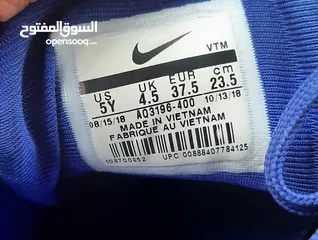 السوق المفتوح
opensooq.com
VTM
US UK EUR cm
5Y 4.5 37.5 23.5
08/15/18 AQ3196-400 10/13/18
MADE IN VIETNAM
FABRIQUE AU VIETNAM
UPC 00888407784125